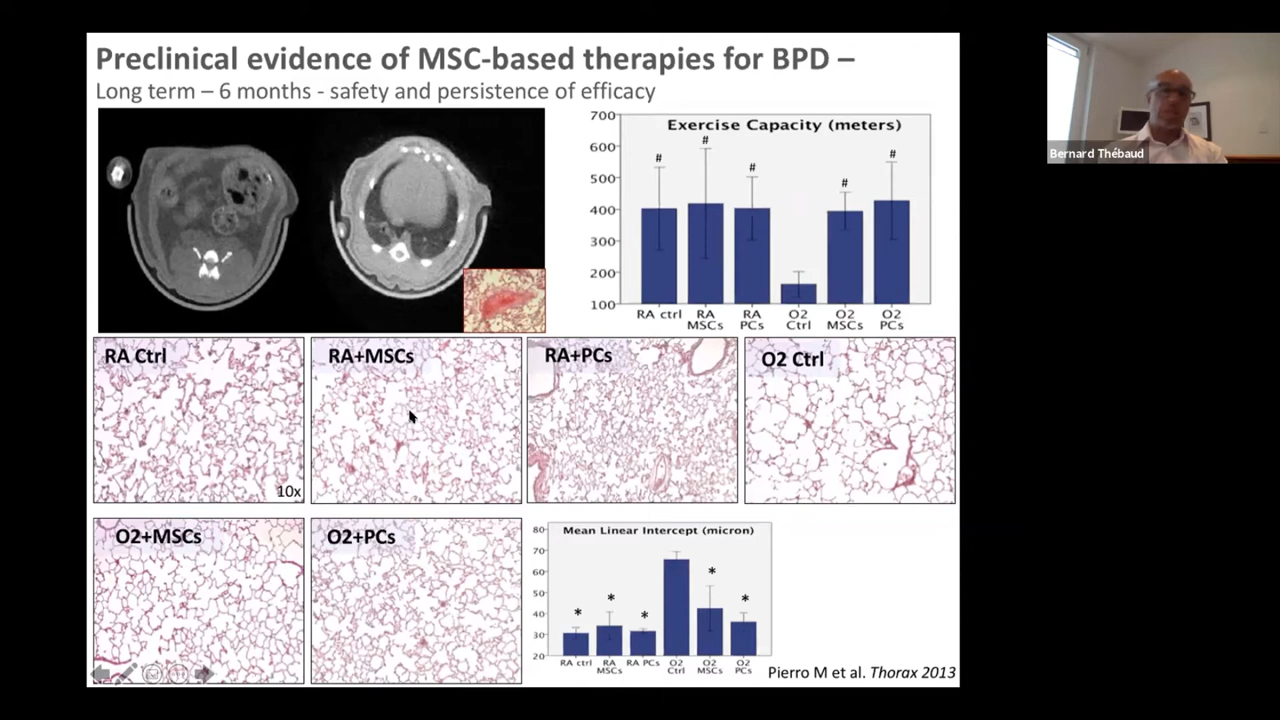 Preclinical evidence of MSC-based therapies for BPD –
Long term – 6 months - safety and persistence of efficacy
Bernard Thébaud
Exercise Capacity (meters)
700
600
500
400
300
200
100
# # # # #
RA ctrl RA MSCs RA PCs O2 Ctrl O2 MSCs O2 PCs
RA Ctrl
10x
RA+MSCs
RA+PCs
O2 Ctrl
O2+MSCs
O2+PCs
Mean Linear Intercept (micron)
80
70
60
50
40
30
20
* * * * *
RA ctrl RA MSCs RA PCs O2 Ctrl O2 MSCs O2 PCs
Pierro M et al. Thorax 2013